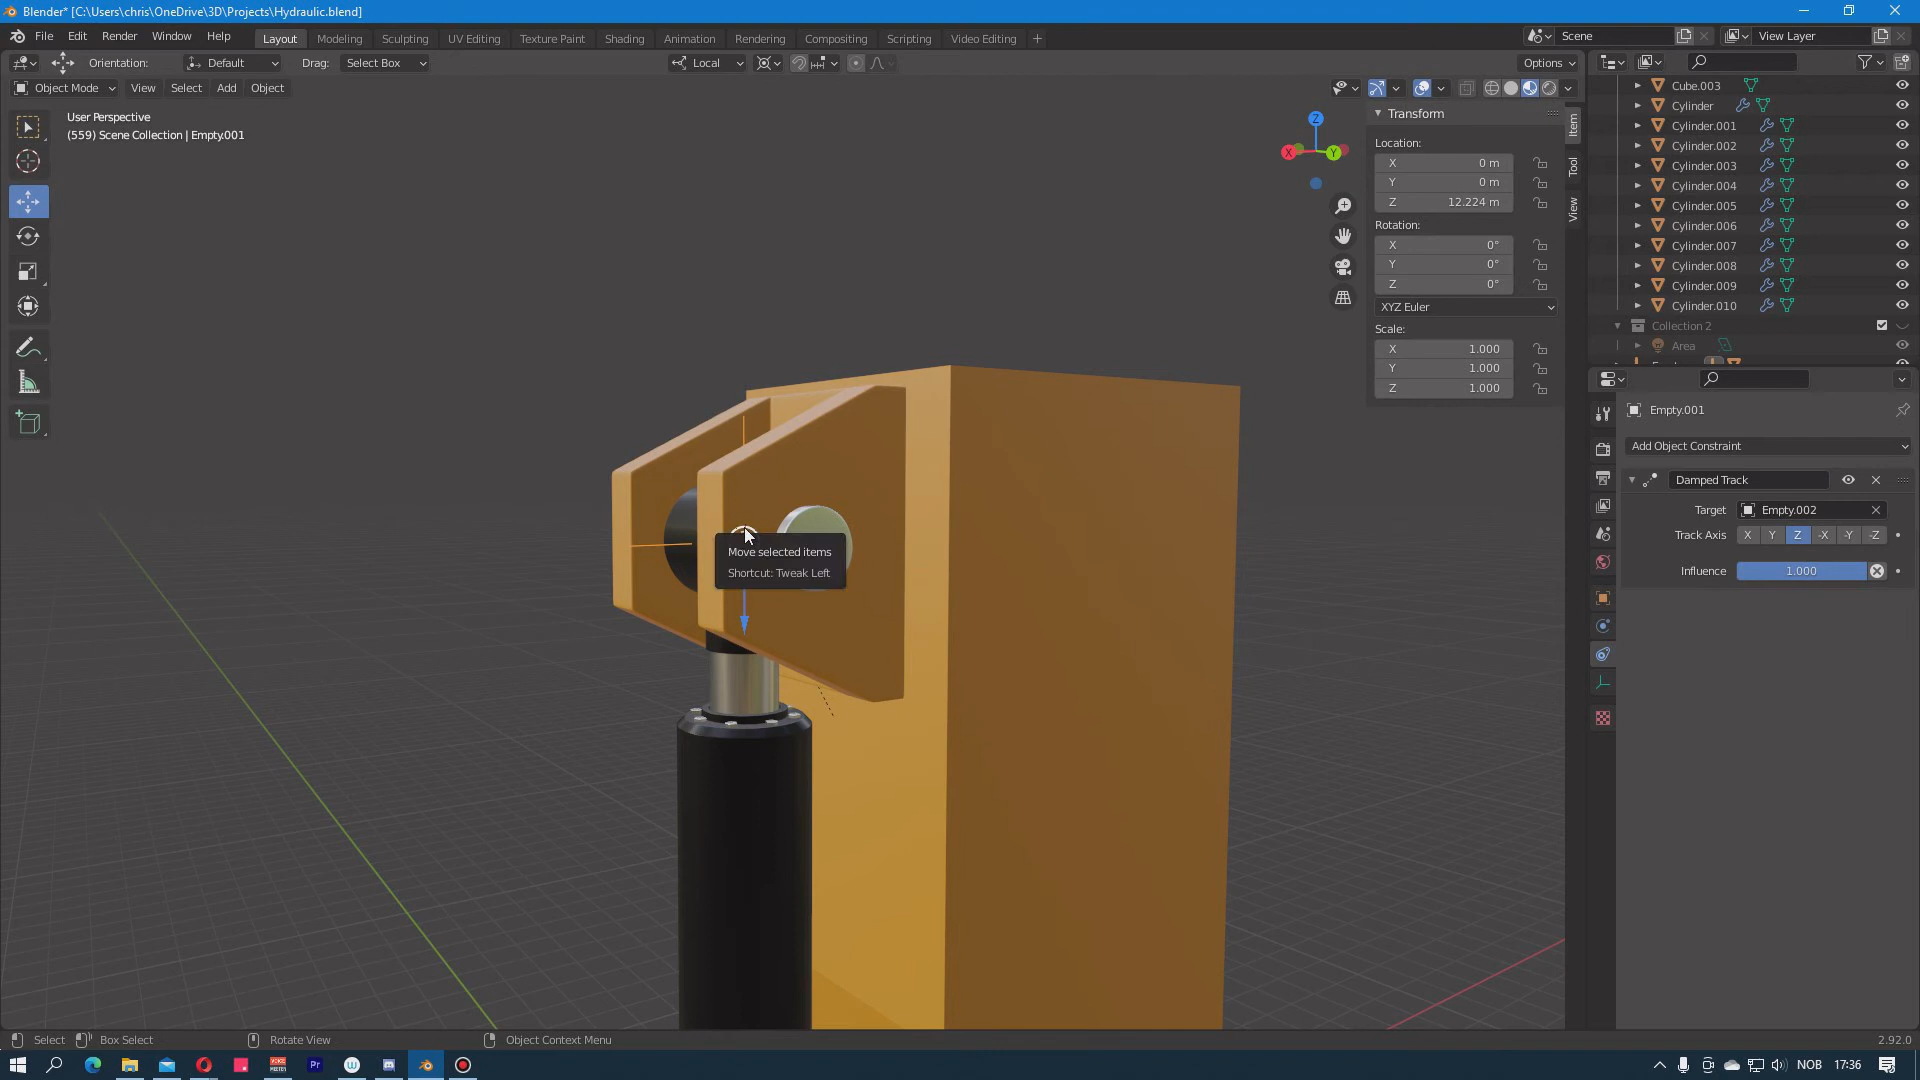 Blender* [C:\Users\chris\OneDrive\3D\Projects\Hydraulic.blend]
File Edit Render Window Help
Layout Modeling Sculpting UV Editing Texture Paint Shading Animation Rendering Compositing Scripting Video Editing +
Scene
View Layer
Orientation: Default Drag: Select Box
Local
Options
Object Mode View Select Add Object
User Perspective
(559) Scene Collection | Empty.001
Z
X
Y
Transform
Location:
X 0 m
Y 0 m
Z 12.224 m
Rotation:
X 0°
Y 0°
Z 0°
XYZ Euler
Scale:
X 1.000
Y 1.000
Z 1.000
Item
Tool
View
Cube.003
Cylinder
Cylinder.001
Cylinder.002
Cylinder.003
Cylinder.004
Cylinder.005
Cylinder.006
Cylinder.007
Cylinder.008
Cylinder.009
Cylinder.010
Collection 2
Area
Empty.001
Add Object Constraint
Damped Track
Target Empty.002
Track Axis X Y Z -X -Y -Z
Influence 1.000
Move selected items
Shortcut: Tweak Left
Select Box Select Rotate View Object Context Menu
2.92.0
Pr
NOB 17:36